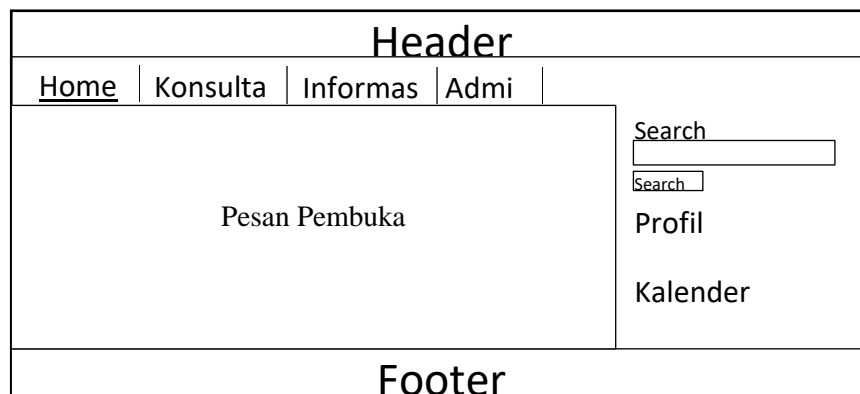 Header
Home Konsulta Informas Admi
Search
Search
Pesan Pembuka
Profil
Kalender
Footer